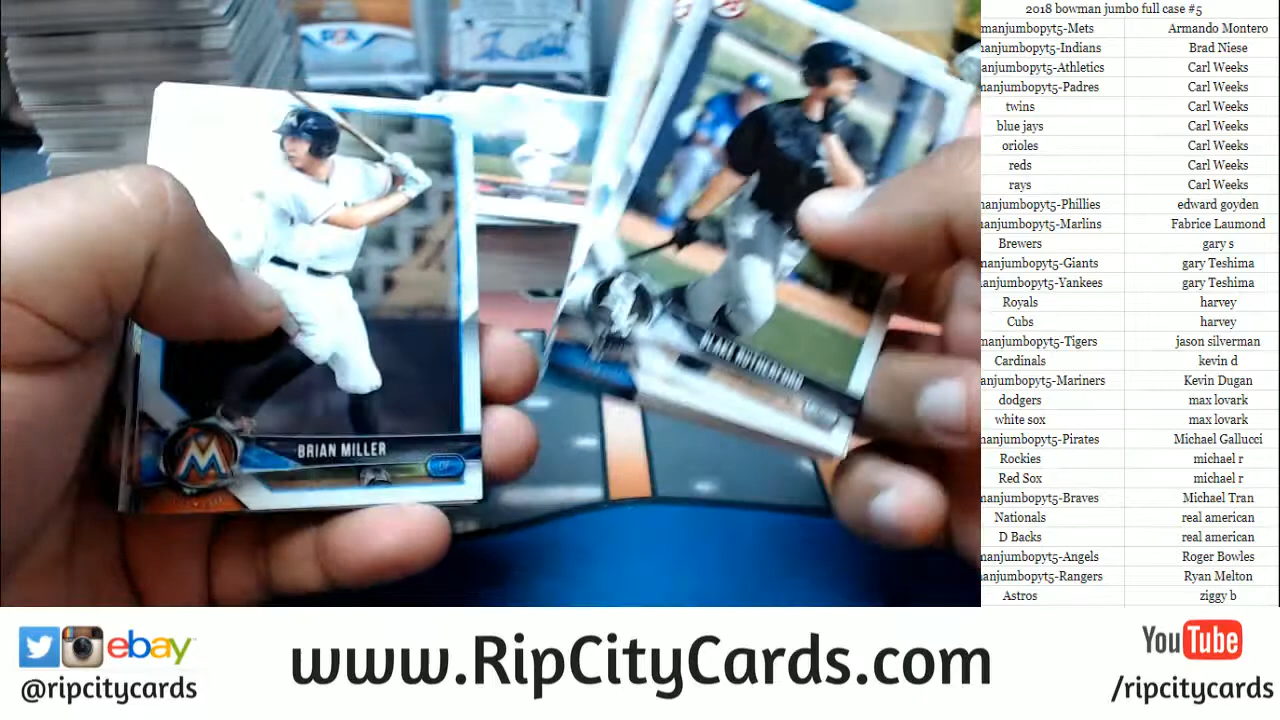 2018 bowman jumbo full case #5
manjumbopyt5-Mets Armando Montero
anjumbopyt5-Indians Brad Niese
anjumbopyt5-Athletics Carl Weeks
manjumbopyt5-Padres Carl Weeks
twins Carl Weeks
blue jays Carl Weeks
orioles Carl Weeks
reds Carl Weeks
rays Carl Weeks
anjumbopyt5-Phillies edward goyden
anjumbopyt5-Marlins Fabrice Laumond
Brewers gary s
anjumbopyt5-Giants gary Teshima
anjumbopyt5-Yankees gary Teshima
Royals harvey
Cubs harvey
manjumbopyt5-Tigers jason silverman
Cardinals kevin d
anjumbopyt5-Mariners Kevin Dugan
dodgers max lovark
white sox max lovark
anjumbopyt5-Pirates Michael Gallucci
Rockies michael r
Red Sox michael r
anjumbopyt5-Braves Michael Tran
Nationals real american
D Backs real american
anjumbopyt5-Angels Roger Bowles
anjumbopyt5-Rangers Ryan Melton
Astros ziggy b
BLAKE RUTHERFORD
BRIAN MILLER
OF
ebay
@ripcitycards
www.RipCityCards.com
YouTube
/ripcitycards